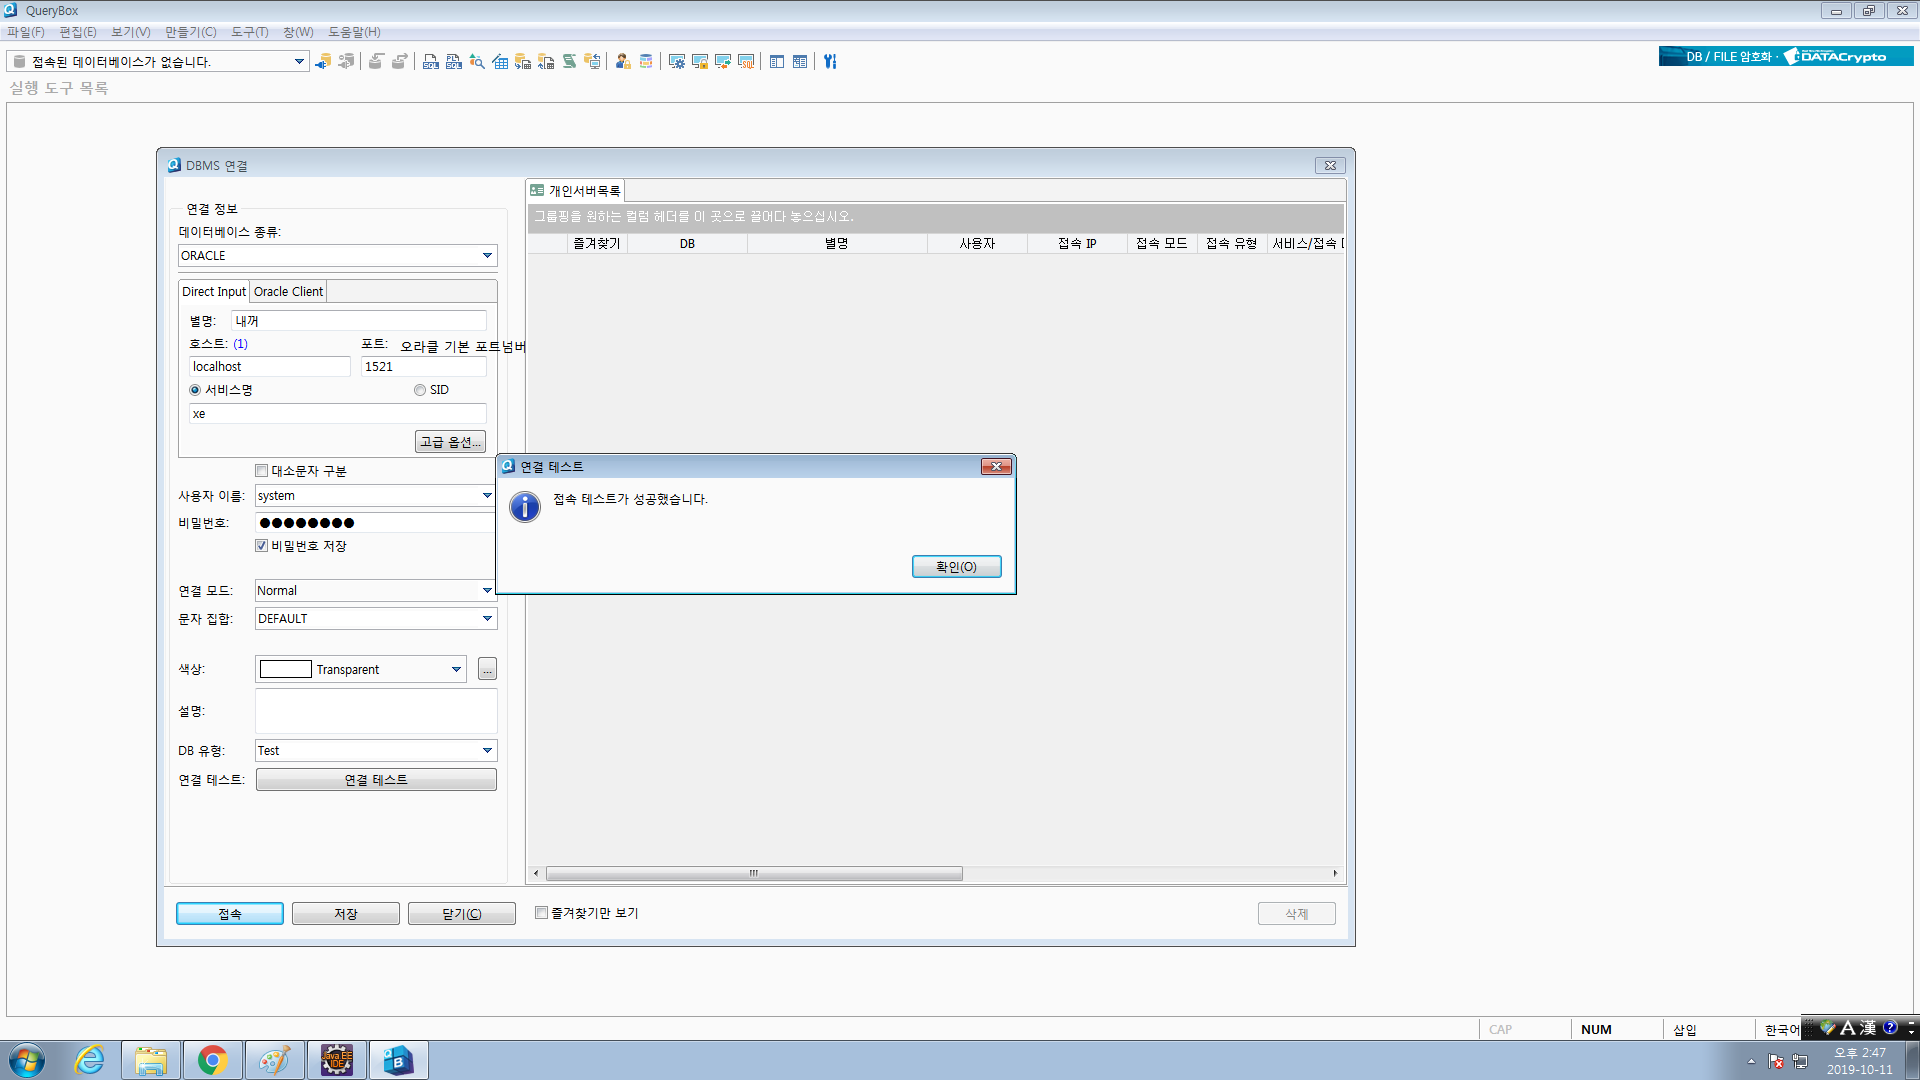 QueryBox
파일(F) 편집(E) 보기(V) 만들기(C) 도구(T) 창(W) 도움말(H)
접속된 데이터베이스가 없습니다.
DB / FILE 암호화 · DATACrypto
실행 도구 목록
DBMS 연결
개인서버목록
연결 정보
그룹핑을 원하는 컬럼 헤더를 이 곳으로 끌어다 놓으십시오.
데이터베이스 종류:
즐겨찾기 DB 별명 사용자 접속 IP 접속 모드 접속 유형 서비스/접속
ORACLE
Direct Input Oracle Client
별명: 내꺼
호스트: (1) 포트: 오라클 기본 포트넘버
localhost 1521
서비스명 SID
xe
고급 옵션...
대소문자 구분
연결 테스트
사용자 이름: system
접속 테스트가 성공했습니다.
비밀번호: ●●●●●●●●
비밀번호 저장
확인(O)
연결 모드: Normal
문자 집합: DEFAULT
색상: Transparent ...
설명:
DB 유형: Test
연결 테스트: 연결 테스트
접속 저장 닫기(C) 즐겨찾기만 보기 삭제
CAP NUM 삽입 한국어
A 漢 ?
Java EE
IDE
B
오후 2:47
2019-10-11